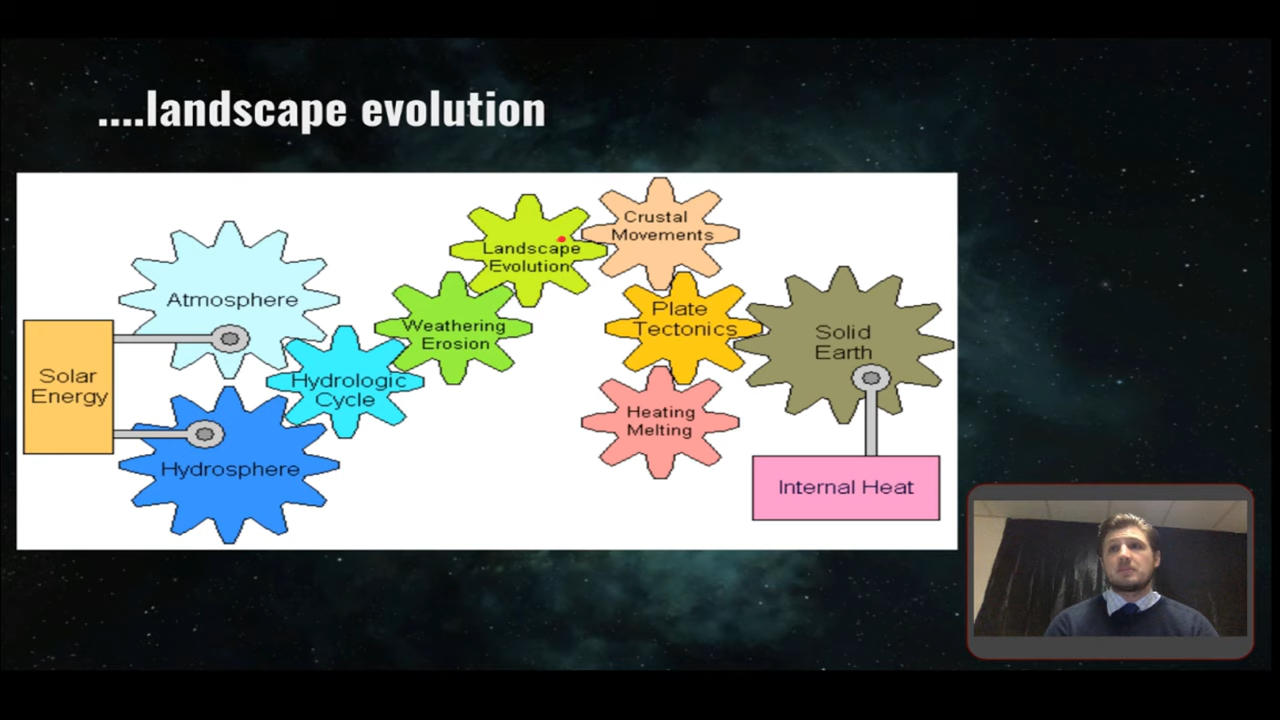 ....landscape evolution
Atmosphere
Solar
Energy
Hydrosphere
Hydrologic
Cycle
Weathering
Erosion
Landscape
Evolution
Crustal
Movements
Plate
Tectonics
Heating
Melting
Solid
Earth
Internal Heat